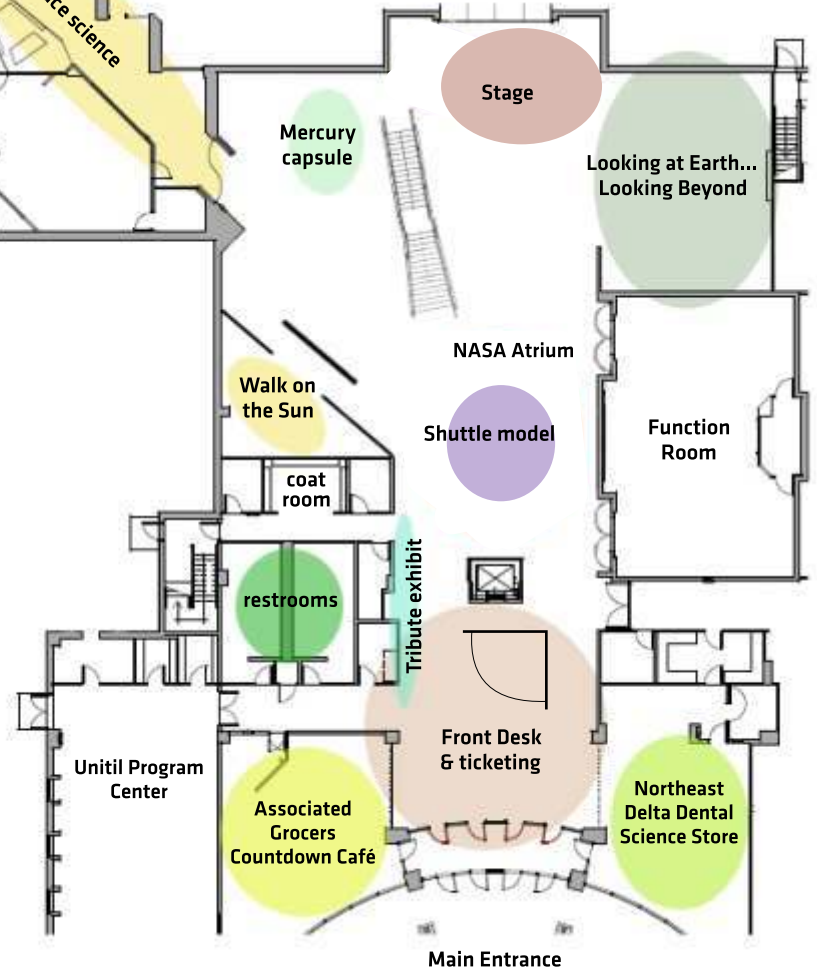 science
Stage
Mercury
capsule
Looking at Earth...
Looking Beyond
NASA Atrium
Walk on
the Sun
Shuttle model
Function
Room
coat
room
Tribute exhibit
restrooms
Front Desk
& ticketing
Unitil Program
Center
Northeast
Delta Dental
Science Store
Associated
Grocers
Countdown Café
Main Entrance